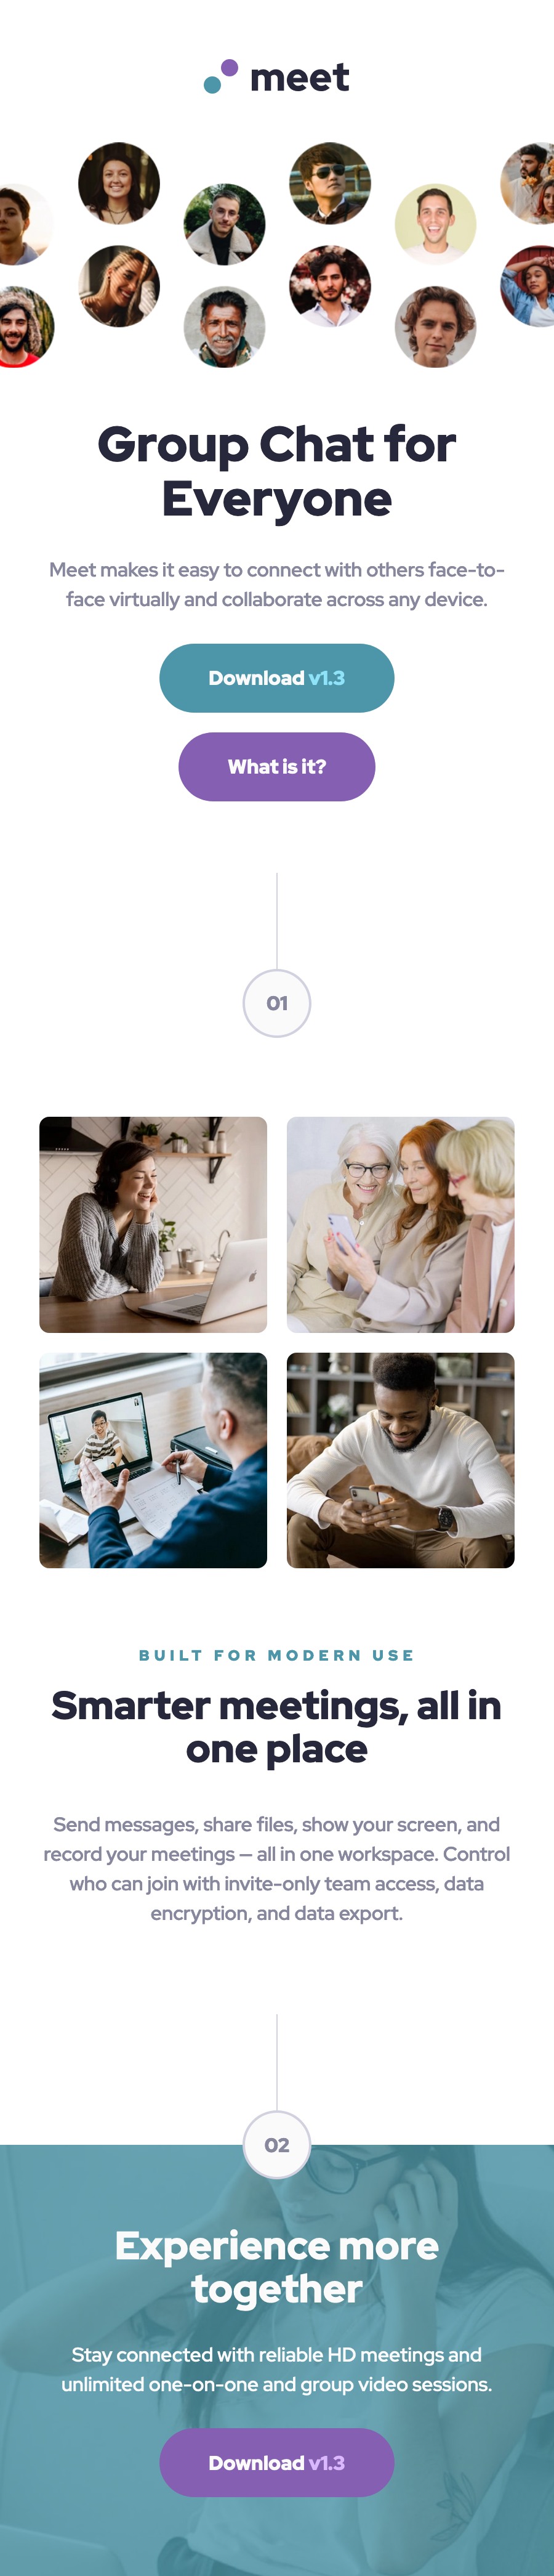 meet
Group Chat for
Everyone
Meet makes it easy to connect with others face-to-
face virtually and collaborate across any device.
Download v1.3
What is it?
01
BUILT FOR MODERN USE
Smarter meetings, all in
one place
Send messages, share files, show your screen, and
record your meetings — all in one workspace. Control
who can join with invite-only team access, data
encryption, and data export.
02
Experience more
together
Stay connected with reliable HD meetings and
unlimited one-on-one and group video sessions.
Download v1.3